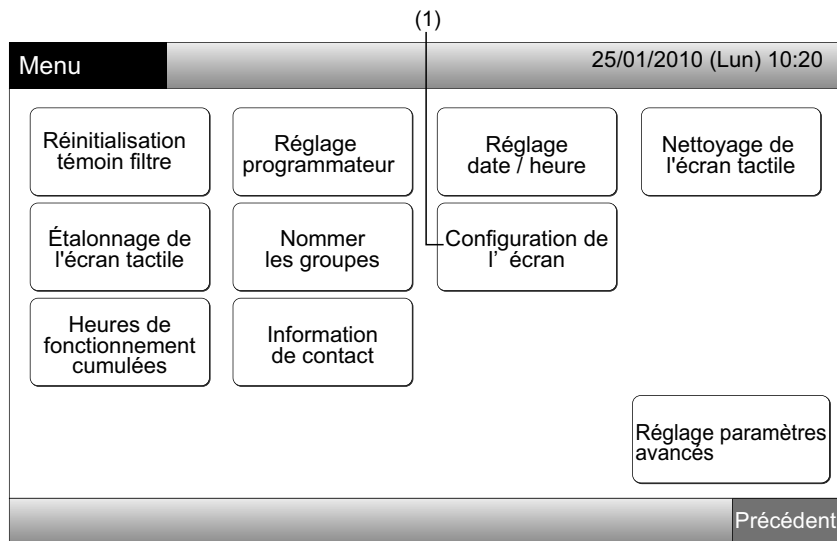 (1)
Menu
25/01/2010 (Lun) 10:20
Réinitialisation
témoin filtre
Réglage
programmateur
Réglage
date / heure
Nettoyage de
l'écran tactile
Étalonnage de
l'écran tactile
Nommer
les groupes
Configuration de
l' écran
Heures de
fonctionnement
cumulées
Information
de contact
Réglage paramètres
avancés
Précédent